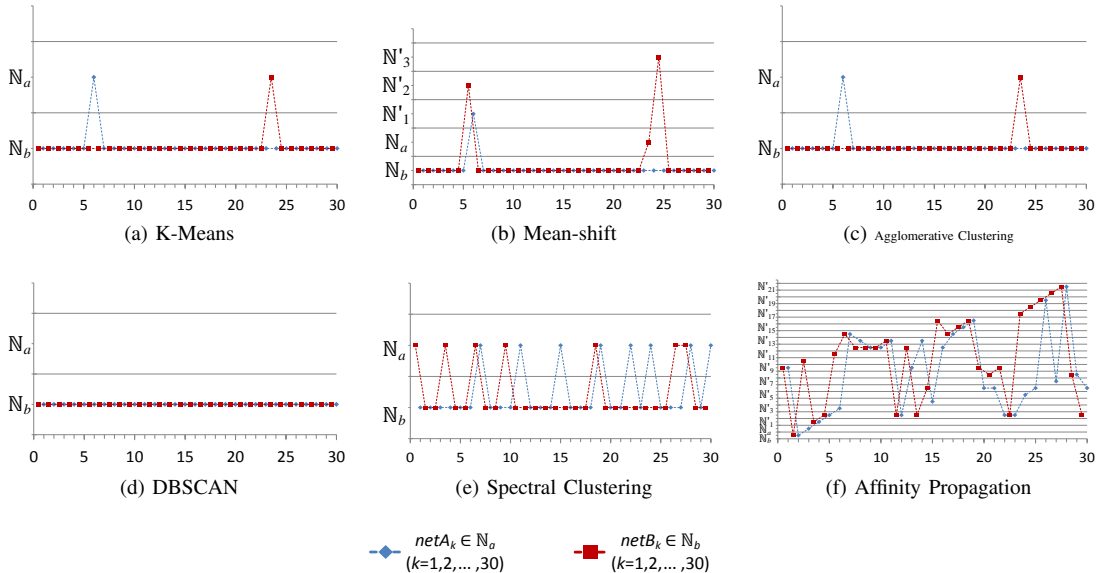 ℕa
ℕb
0 5 10 15 20 25 30
(a) K-Means
ℕ'3
ℕ'2
ℕ'1
ℕa
ℕb
0 5 10 15 20 25 30
(b) Mean-shift
ℕa
ℕb
0 5 10 15 20 25 30
(c) Agglomerative Clustering
ℕa
ℕb
0 5 10 15 20 25 30
(d) DBSCAN
ℕa
ℕb
0 5 10 15 20 25 30
(e) Spectral Clustering
ℕ'21
ℕ'19
ℕ'17
ℕ'15
ℕ'13
ℕ'11
ℕ'9
ℕ'7
ℕ'5
ℕ'3
ℕ'1
ℕa
ℕb
0 5 10 15 20 25 30
(f) Affinity Propagation
netAk ∈ ℕa
(k=1,2,... ,30)
netBk ∈ ℕb
(k=1,2,... ,30)